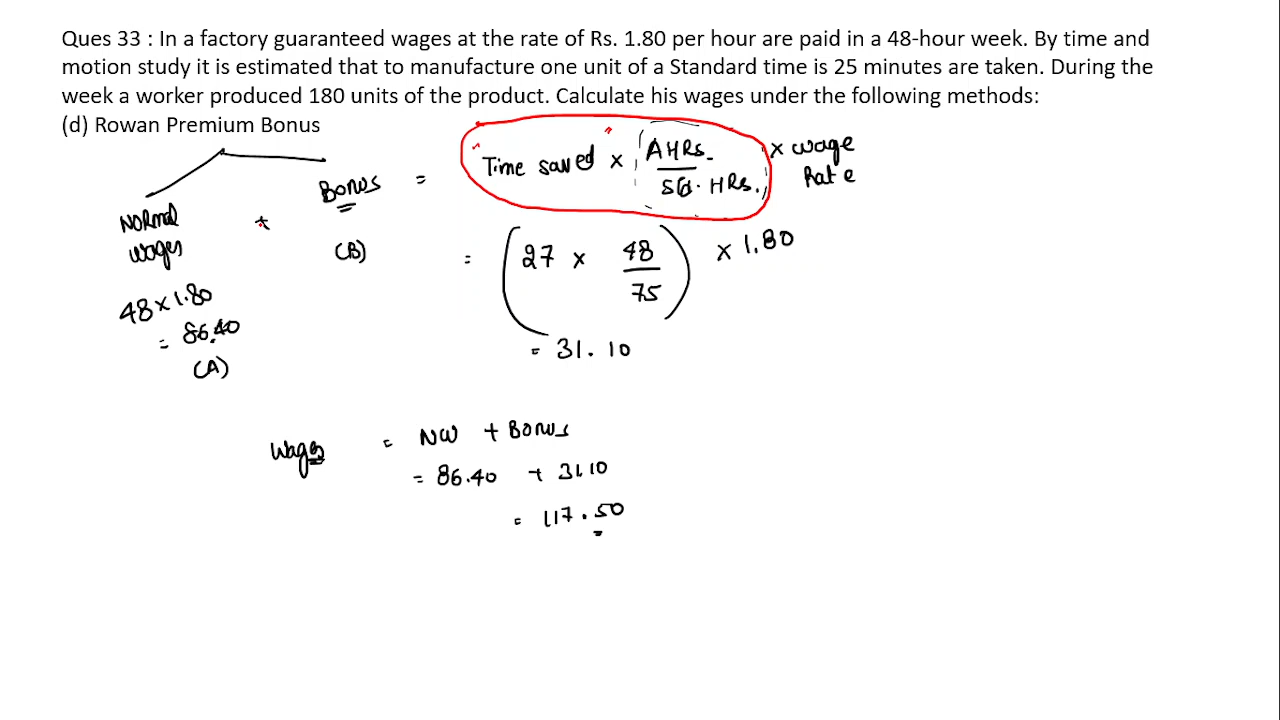 Ques 33 : In a factory guaranteed wages at the rate of Rs. 1.80 per hour are paid in a 48-hour week. By time and
motion study it is estimated that to manufacture one unit of a Standard time is 25 minutes are taken. During the
week a worker produced 180 units of the product. Calculate his wages under the following methods:
(d) Rowan Premium Bonus
Normal
wages
+
Bonus
(B)
= Time saved x AHRs. / Sd. HRs. x wage Rate
= (27 x 48 / 75) x 1.80
= 31.10
48 x 1.80
= 86.40
(A)
Wages = NW + Bonus
= 86.40 + 31.10
= 117.50